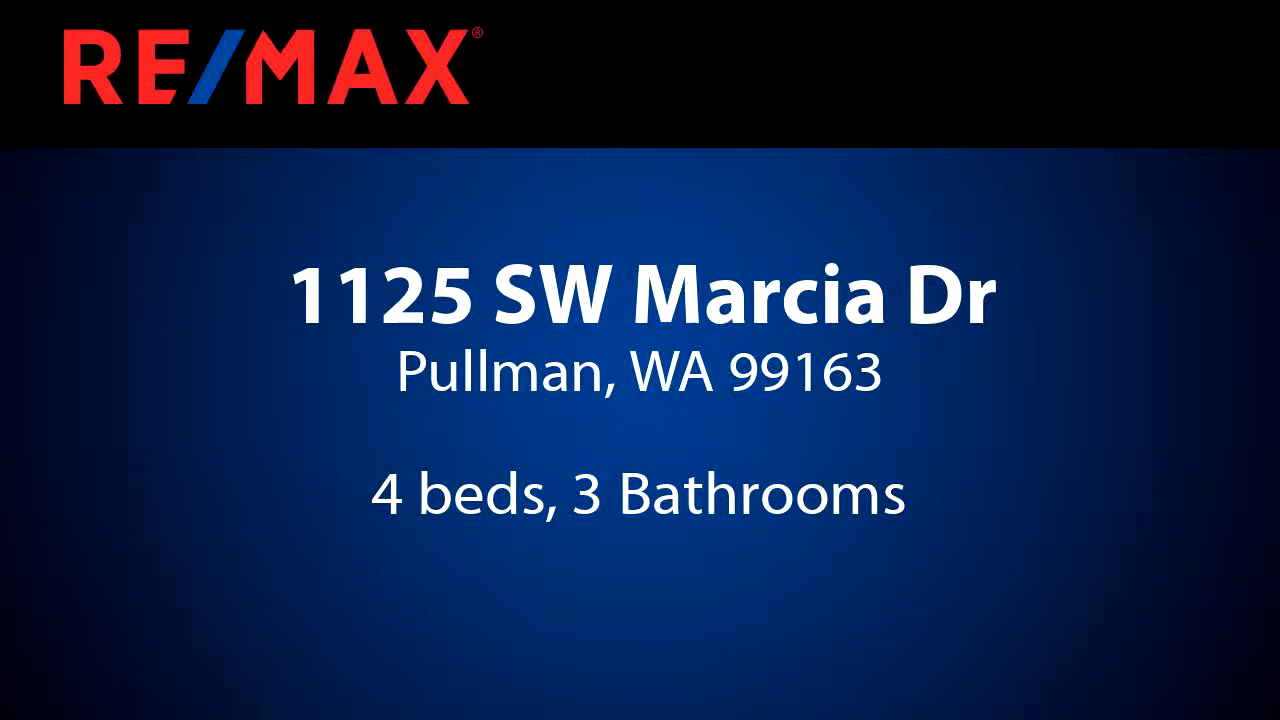 RE/MAX®
1125 SW Marcia Dr
Pullman, WA 99163
4 beds, 3 Bathrooms